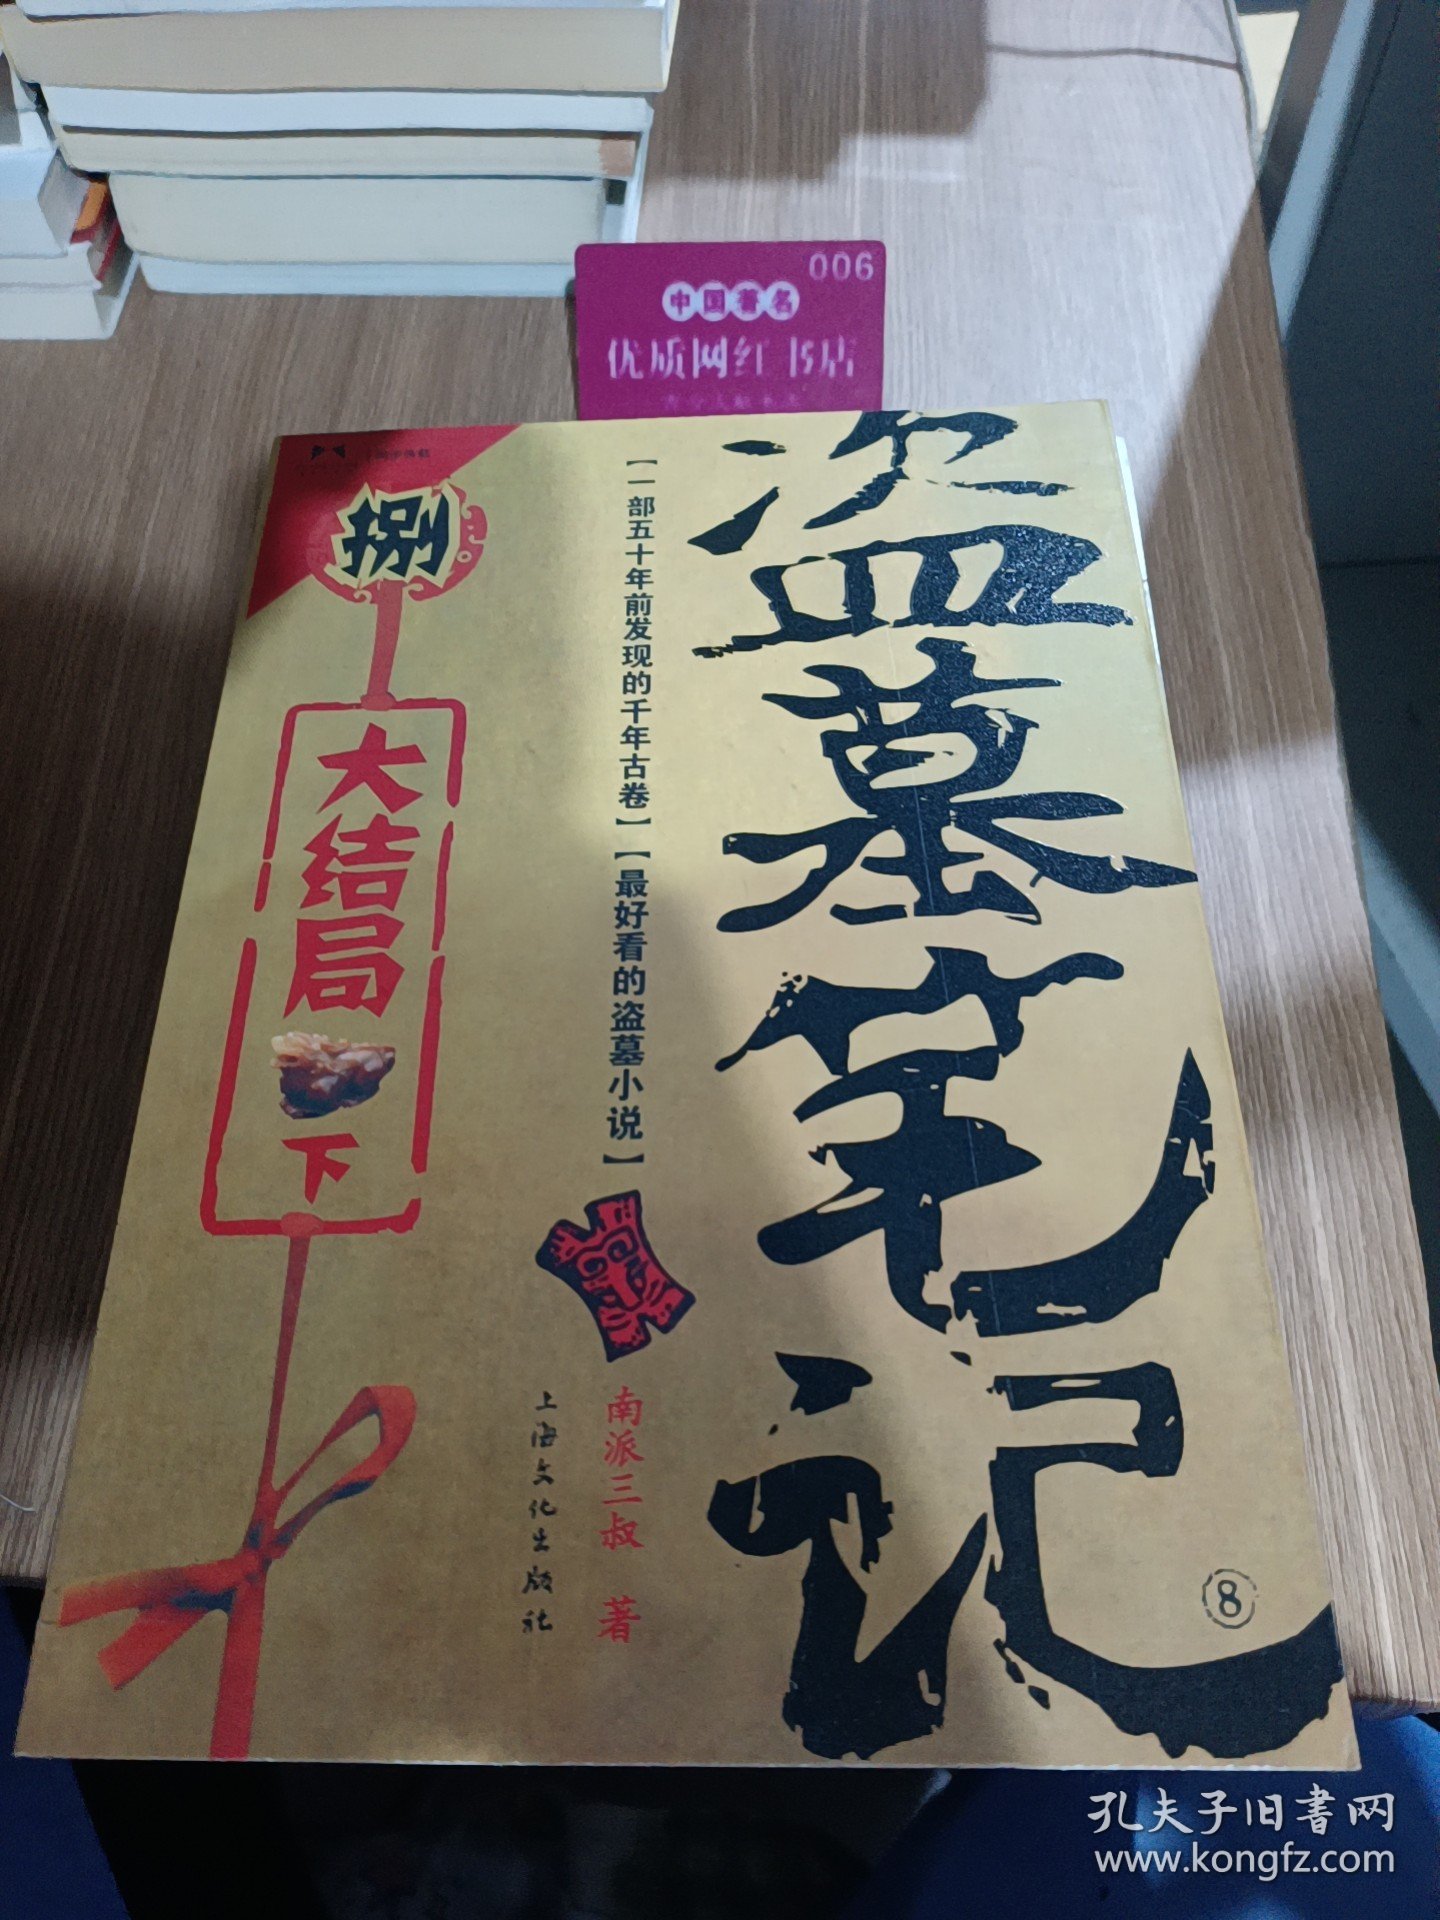 006
中国著名
优质网红书店
盗墓笔记
8
【一部五十年前发现的千年古卷】【最好看的盗墓小说】
南派三叔 著
上海文化出版社
捌
大结局
下
孔夫子旧书网
www.kongfz.com